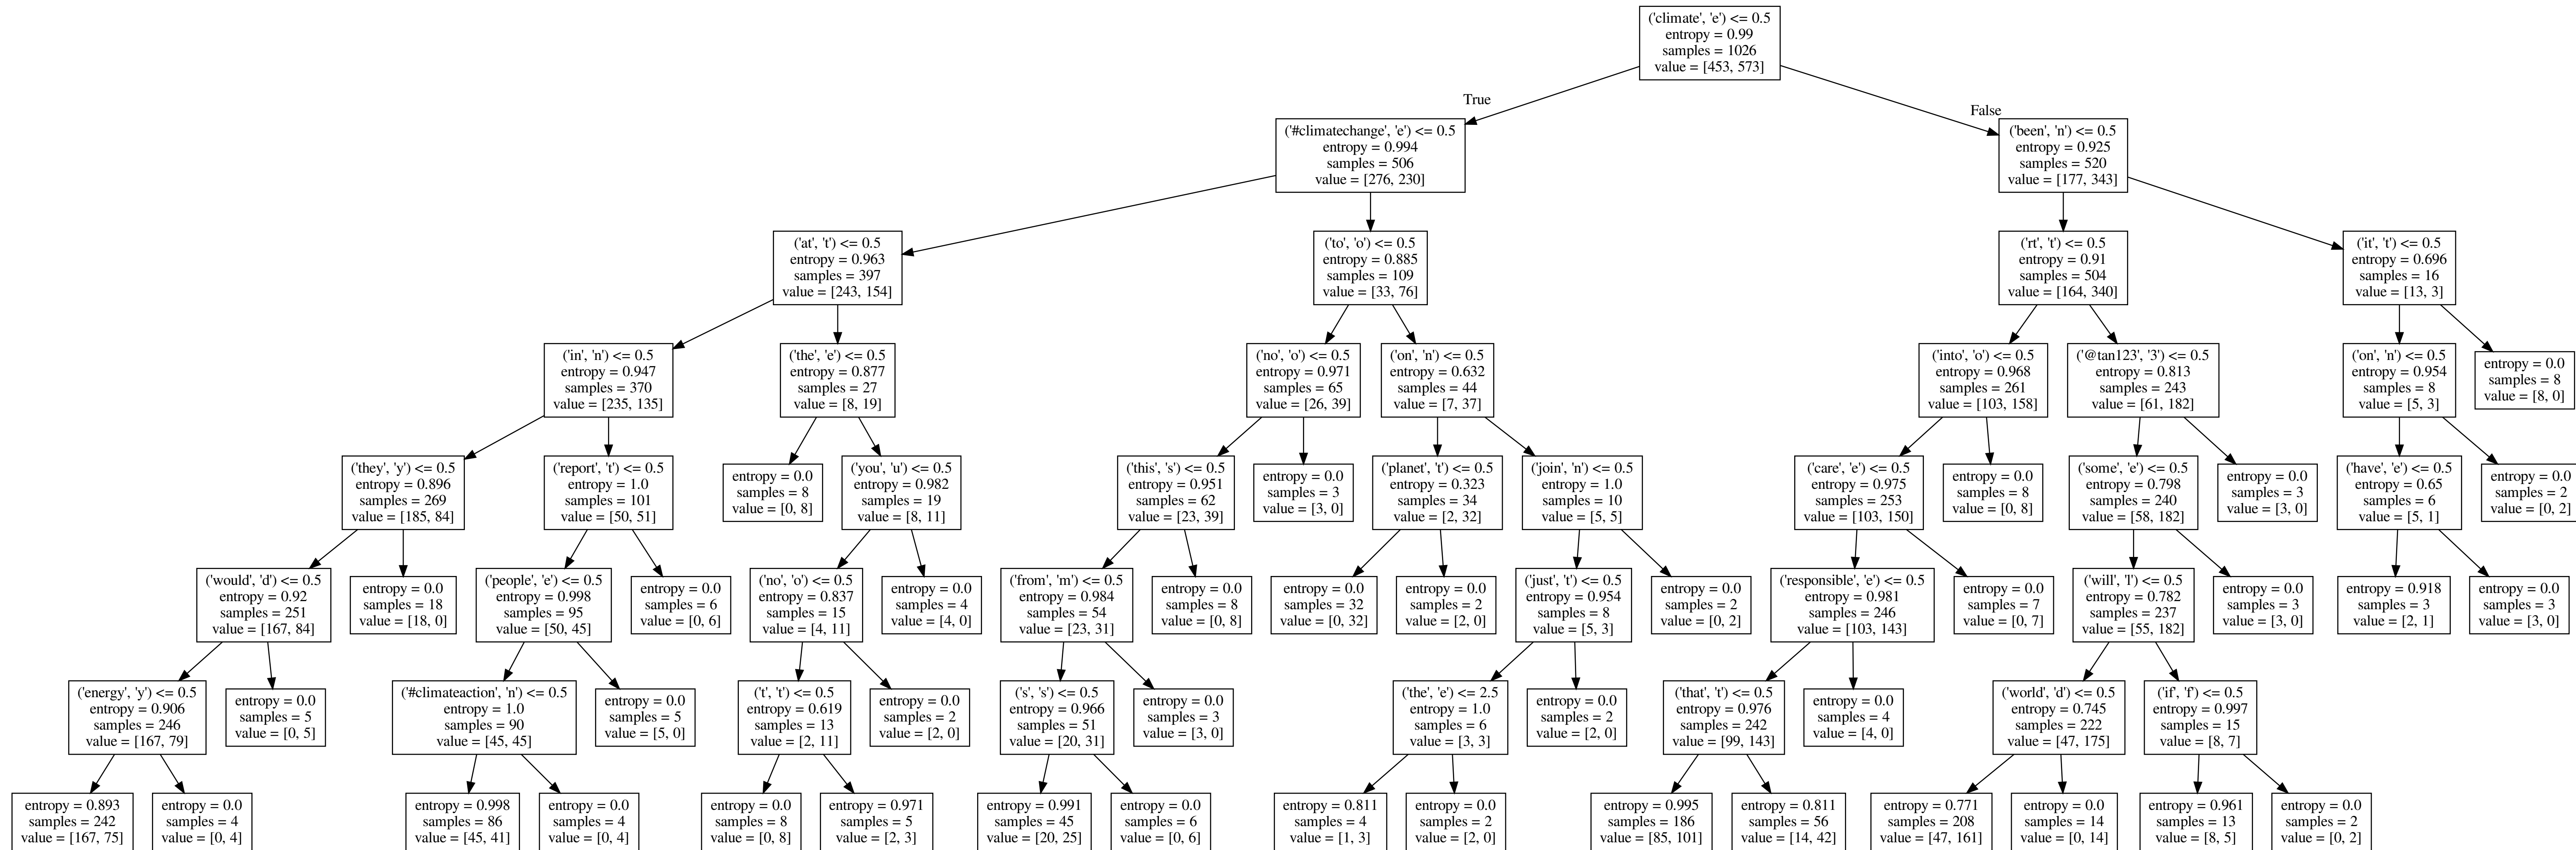 ('climate', 'e') <= 0.5
entropy = 0.99
samples = 1026
value = [453, 573]
True
False
('#climatechange', 'e') <= 0.5
entropy = 0.994
samples = 506
value = [276, 230]
('been', 'n') <= 0.5
entropy = 0.925
samples = 520
value = [177, 343]
('at', 't') <= 0.5
entropy = 0.963
samples = 397
value = [243, 154]
('to', 'o') <= 0.5
entropy = 0.885
samples = 109
value = [33, 76]
('rt', 't') <= 0.5
entropy = 0.91
samples = 504
value = [164, 340]
('it', 't') <= 0.5
entropy = 0.696
samples = 16
value = [13, 3]
('in', 'n') <= 0.5
entropy = 0.947
samples = 370
value = [235, 135]
('the', 'e') <= 0.5
entropy = 0.877
samples = 27
value = [8, 19]
('no', 'o') <= 0.5
entropy = 0.971
samples = 65
value = [26, 39]
('on', 'n') <= 0.5
entropy = 0.632
samples = 44
value = [7, 37]
('into', 'o') <= 0.5
entropy = 0.968
samples = 261
value = [103, 158]
('@tan123', '3') <= 0.5
entropy = 0.813
samples = 243
value = [61, 182]
('on', 'n') <= 0.5
entropy = 0.954
samples = 8
value = [5, 3]
entropy = 0.0
samples = 8
value = [8, 0]
('they', 'y') <= 0.5
entropy = 0.896
samples = 269
value = [185, 84]
('report', 't') <= 0.5
entropy = 1.0
samples = 101
value = [50, 51]
entropy = 0.0
samples = 8
value = [0, 8]
('you', 'u') <= 0.5
entropy = 0.982
samples = 19
value = [8, 11]
('this', 's') <= 0.5
entropy = 0.951
samples = 62
value = [23, 39]
entropy = 0.0
samples = 3
value = [3, 0]
('planet', 't') <= 0.5
entropy = 0.323
samples = 34
value = [2, 32]
('join', 'n') <= 0.5
entropy = 1.0
samples = 10
value = [5, 5]
('care', 'e') <= 0.5
entropy = 0.975
samples = 253
value = [103, 150]
entropy = 0.0
samples = 8
value = [0, 8]
('some', 'e') <= 0.5
entropy = 0.798
samples = 240
value = [58, 182]
entropy = 0.0
samples = 3
value = [3, 0]
('have', 'e') <= 0.5
entropy = 0.65
samples = 6
value = [5, 1]
entropy = 0.0
samples = 2
value = [0, 2]
('would', 'd') <= 0.5
entropy = 0.92
samples = 251
value = [167, 84]
entropy = 0.0
samples = 18
value = [18, 0]
('people', 'e') <= 0.5
entropy = 0.998
samples = 95
value = [50, 45]
entropy = 0.0
samples = 6
value = [0, 6]
('no', 'o') <= 0.5
entropy = 0.837
samples = 15
value = [4, 11]
entropy = 0.0
samples = 4
value = [4, 0]
('from', 'm') <= 0.5
entropy = 0.984
samples = 54
value = [23, 31]
entropy = 0.0
samples = 8
value = [0, 8]
entropy = 0.0
samples = 32
value = [0, 32]
entropy = 0.0
samples = 2
value = [2, 0]
('just', 't') <= 0.5
entropy = 0.954
samples = 8
value = [5, 3]
entropy = 0.0
samples = 2
value = [0, 2]
('responsible', 'e') <= 0.5
entropy = 0.981
samples = 246
value = [103, 143]
entropy = 0.0
samples = 7
value = [0, 7]
('will', 'l') <= 0.5
entropy = 0.782
samples = 237
value = [55, 182]
entropy = 0.0
samples = 3
value = [3, 0]
entropy = 0.918
samples = 3
value = [2, 1]
entropy = 0.0
samples = 3
value = [3, 0]
('energy', 'y') <= 0.5
entropy = 0.906
samples = 246
value = [167, 79]
entropy = 0.0
samples = 5
value = [0, 5]
('#climateaction', 'n') <= 0.5
entropy = 1.0
samples = 90
value = [45, 45]
entropy = 0.0
samples = 5
value = [5, 0]
('t', 't') <= 0.5
entropy = 0.619
samples = 13
value = [2, 11]
entropy = 0.0
samples = 2
value = [2, 0]
('s', 's') <= 0.5
entropy = 0.966
samples = 51
value = [20, 31]
entropy = 0.0
samples = 3
value = [3, 0]
('the', 'e') <= 2.5
entropy = 1.0
samples = 6
value = [3, 3]
entropy = 0.0
samples = 2
value = [2, 0]
('that', 't') <= 0.5
entropy = 0.976
samples = 242
value = [99, 143]
entropy = 0.0
samples = 4
value = [4, 0]
('world', 'd') <= 0.5
entropy = 0.745
samples = 222
value = [47, 175]
('if', 'f') <= 0.5
entropy = 0.997
samples = 15
value = [8, 7]
entropy = 0.893
samples = 242
value = [167, 75]
entropy = 0.0
samples = 4
value = [0, 4]
entropy = 0.998
samples = 86
value = [45, 41]
entropy = 0.0
samples = 4
value = [0, 4]
entropy = 0.0
samples = 8
value = [0, 8]
entropy = 0.971
samples = 5
value = [2, 3]
entropy = 0.991
samples = 45
value = [20, 25]
entropy = 0.0
samples = 6
value = [0, 6]
entropy = 0.811
samples = 4
value = [1, 3]
entropy = 0.0
samples = 2
value = [2, 0]
entropy = 0.995
samples = 186
value = [85, 101]
entropy = 0.811
samples = 56
value = [14, 42]
entropy = 0.771
samples = 208
value = [47, 161]
entropy = 0.0
samples = 14
value = [0, 14]
entropy = 0.961
samples = 13
value = [8, 5]
entropy = 0.0
samples = 2
value = [0, 2]